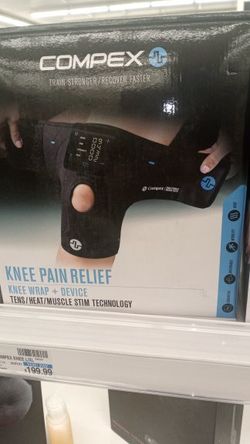 COMPEX
TRAIN STRONGER/RECOVER FASTER
Compex
KNEE PAIN RELIEF
KNEE WRAP + DEVICE
TENS/HEAT/MUSCLE STIM TECHNOLOGY
199.99